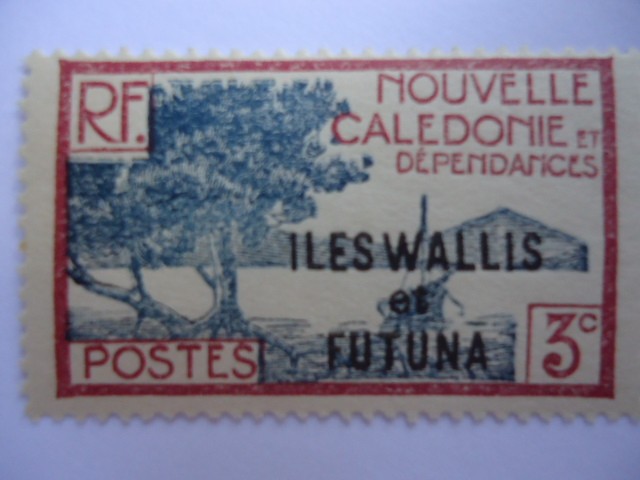 RF.
NOUVELLE
CALEDONIE ET
DÉPENDANCES
ILES WALLIS
et
FUTUNA
POSTES
3c